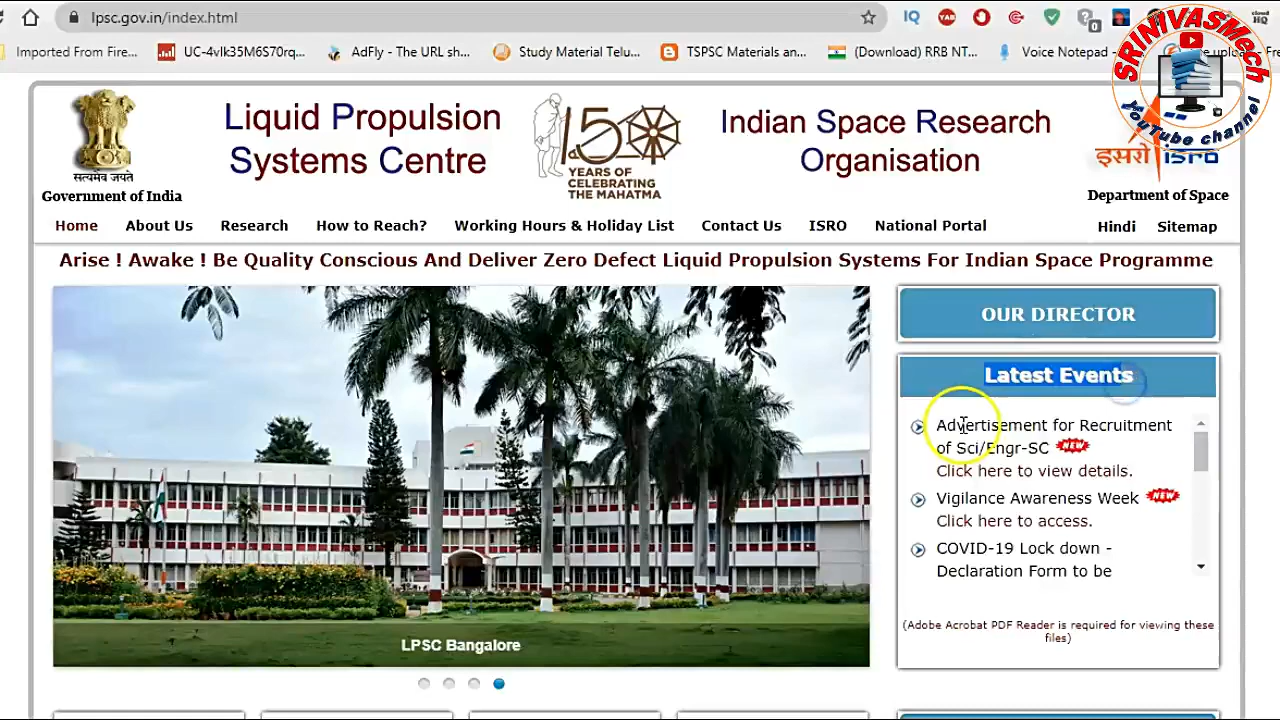 lpsc.gov.in/index.html
IQ
YAB
0
cloud
HQ
Imported From Fire...
UC-4vIk35M6S70rq...
AdFly - The URL sh...
Study Material Telu...
TSPSC Materials an...
(Download) RRB NT...
Voice Notepad -
SRINIVASMech
YouTube channel
Liquid Propulsion
Systems Centre
150
YEARS OF
CELEBRATING
THE MAHATMA
Indian Space Research
Organisation
सत्यमेव जयते
Government of India
इसरो isro
Department of Space
Home About Us Research How to Reach? Working Hours & Holiday List Contact Us ISRO National Portal Hindi Sitemap
Arise ! Awake ! Be Quality Conscious And Deliver Zero Defect Liquid Propulsion Systems For Indian Space Programme
OUR DIRECTOR
Latest Events
Advertisement for Recruitment
of Sci/Engr-SC NEW
Click here to view details.
Vigilance Awareness Week NEW
Click here to access.
COVID-19 Lock down -
Declaration Form to be
(Adobe Acrobat PDF Reader is required for viewing these
files)
LPSC Bangalore